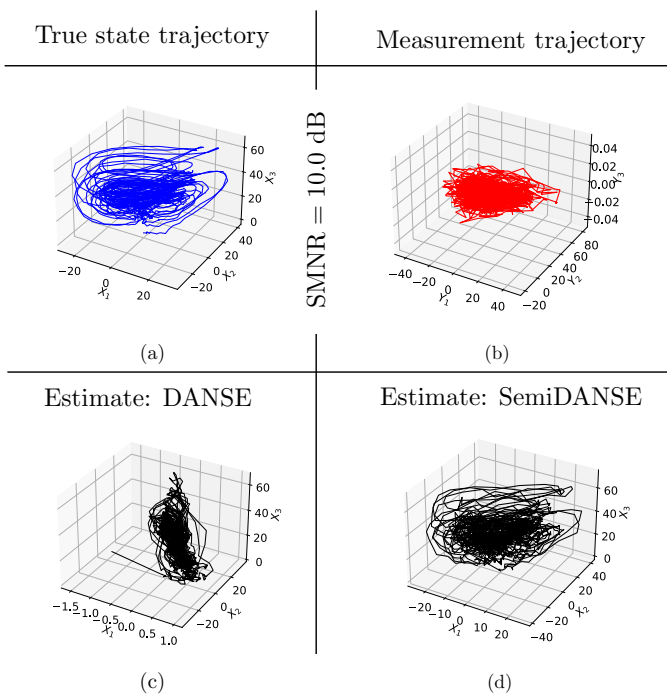 True state trajectory
Measurement trajectory
SMNR = 10.0 dB
60
40
20
0
X3
−20
0
20
X1
−20
0
20
40
X2
(a)
0.04
0.02
0.00
−0.02
−0.04
Y3
−40
−20
0
20
40
Y1
−20
0
20
40
60
80
Y2
(b)
Estimate: DANSE
Estimate: SemiDANSE
60
40
20
0
X3
−1.5
−1.0
−0.5
0.0
0.5
1.0
X1
−20
0
20
X2
(c)
60
40
20
0
X3
−20
−10
0
10
20
X1
−40
−20
0
20
40
X2
(d)